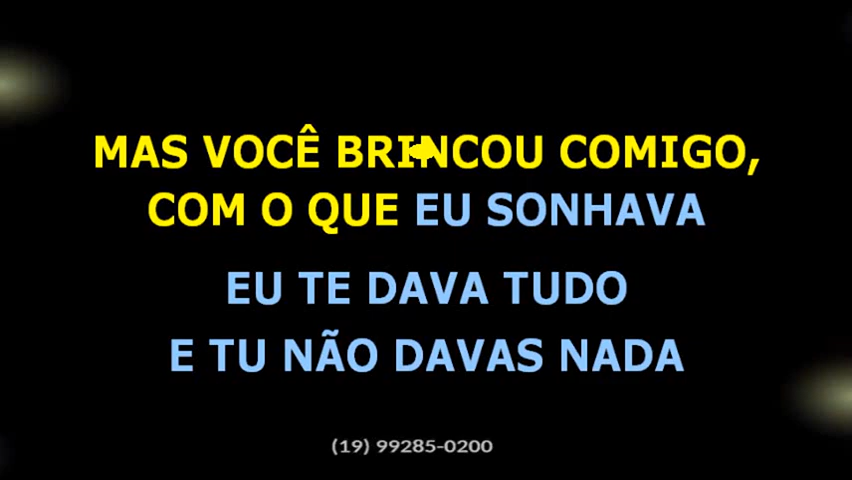 MAS VOCÊ BRINCOU COMIGO,
COM O QUE EU SONHAVA
EU TE DAVA TUDO
E TU NÃO DAVAS NADA
(19) 99285-0200